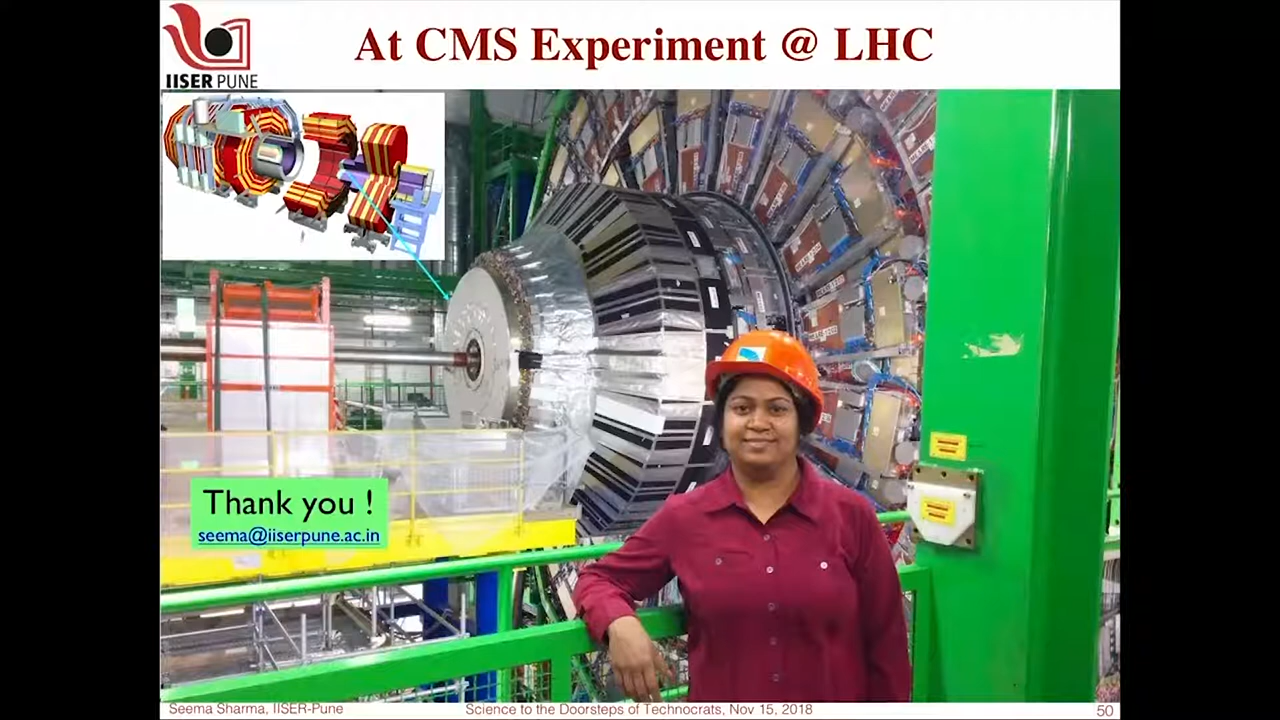 At CMS Experiment @ LHC
IISER PUNE
Thank you !
seema@iiserpune.ac.in
Seema Sharma, IISER-Pune
Science to the Doorsteps of Technocrats, Nov 15, 2018
50